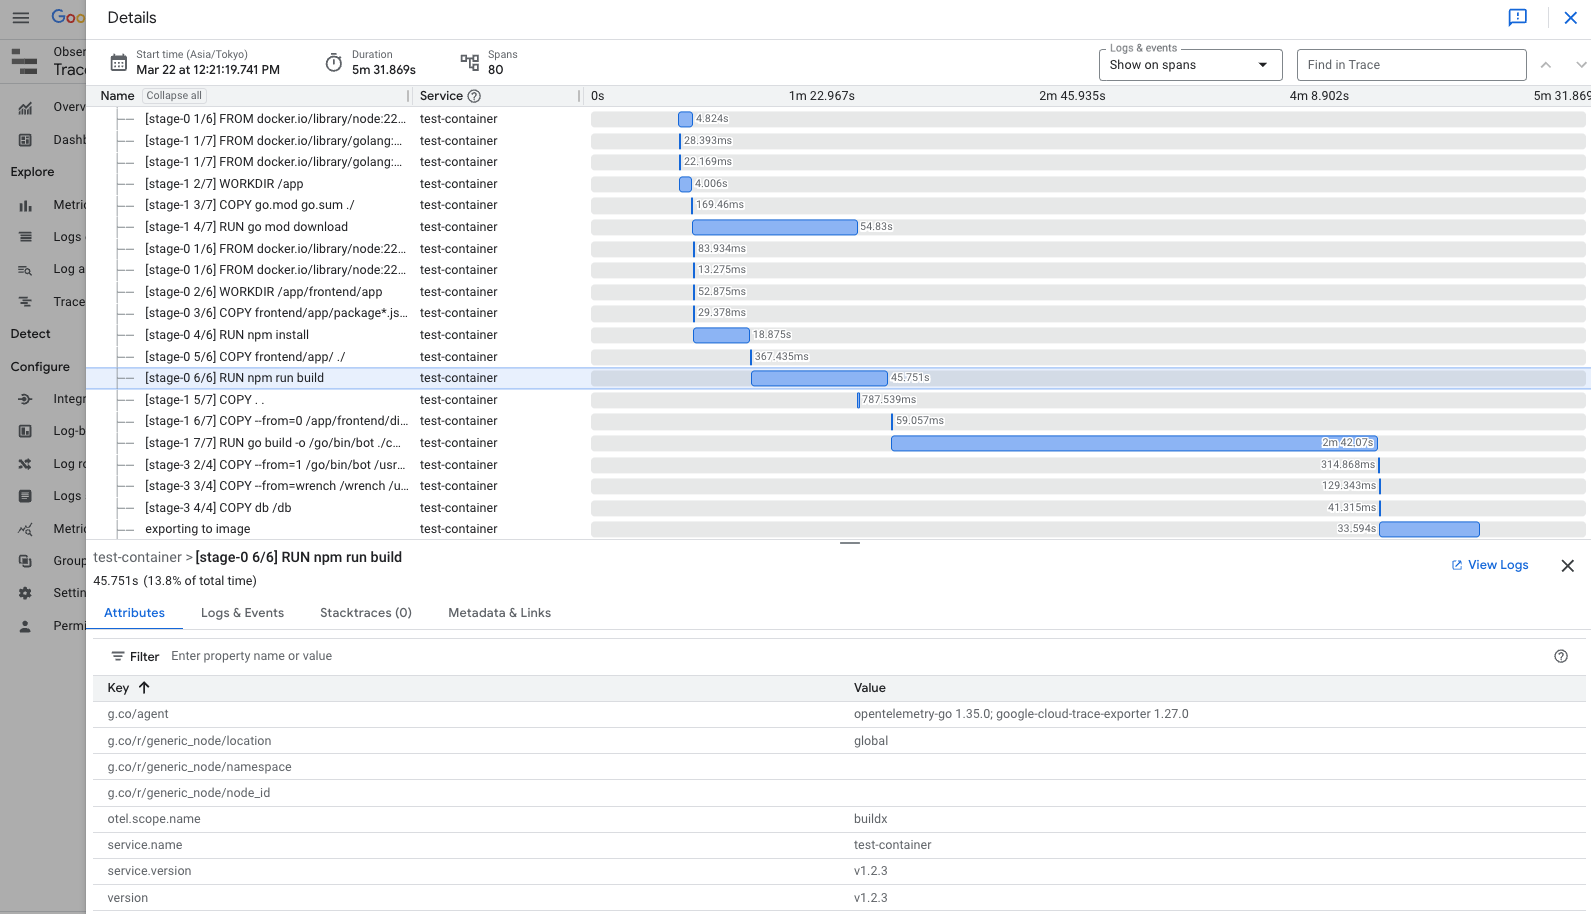 Goo
Details
Obser
Trace
Start time (Asia/Tokyo)
Mar 22 at 12:21:19.741 PM
Duration
5m 31.869s
Spans
80
Logs & events
Show on spans
Find in Trace
Name Collapse all Service 0s 1m 22.967s 2m 45.935s 4m 8.902s 5m 31.869
[stage-0 1/6] FROM docker.io/library/node:22... test-container 4.824s
[stage-1 1/7] FROM docker.io/library/golang:... test-container 28.393ms
[stage-1 1/7] FROM docker.io/library/golang:... test-container 22.169ms
[stage-1 2/7] WORKDIR /app test-container 4.006s
[stage-1 3/7] COPY go.mod go.sum ./ test-container 169.46ms
[stage-1 4/7] RUN go mod download test-container 54.83s
[stage-0 1/6] FROM docker.io/library/node:22... test-container 83.934ms
[stage-0 1/6] FROM docker.io/library/node:22... test-container 13.275ms
[stage-0 2/6] WORKDIR /app/frontend/app test-container 52.875ms
[stage-0 3/6] COPY frontend/app/package*.js... test-container 29.378ms
[stage-0 4/6] RUN npm install test-container 18.875s
[stage-0 5/6] COPY frontend/app/ ./ test-container 367.435ms
[stage-0 6/6] RUN npm run build test-container 45.751s
[stage-1 5/7] COPY . . test-container 787.539ms
[stage-1 6/7] COPY --from=0 /app/frontend/di... test-container 59.057ms
[stage-1 7/7] RUN go build -o /go/bin/bot ./c... test-container 2m 42.07s
[stage-3 2/4] COPY --from=1 /go/bin/bot /usr... test-container 314.868ms
[stage-3 3/4] COPY --from=wrench /wrench /u... test-container 129.343ms
[stage-3 4/4] COPY db /db test-container 41.315ms
exporting to image test-container 33.594s
Overv
Dashb
Explore
Metric
Logs
Log a
Trace
Detect
Configure
Integr
Log-b
Log ro
Logs
Metric
Group
Settin
Permi
test-container > [stage-0 6/6] RUN npm run build
45.751s (13.8% of total time)
View Logs
Attributes Logs & Events Stacktraces (0) Metadata & Links
Filter Enter property name or value
Key Value
g.co/agent opentelemetry-go 1.35.0; google-cloud-trace-exporter 1.27.0
g.co/r/generic_node/location global
g.co/r/generic_node/namespace
g.co/r/generic_node/node_id
otel.scope.name buildx
service.name test-container
service.version v1.2.3
version v1.2.3